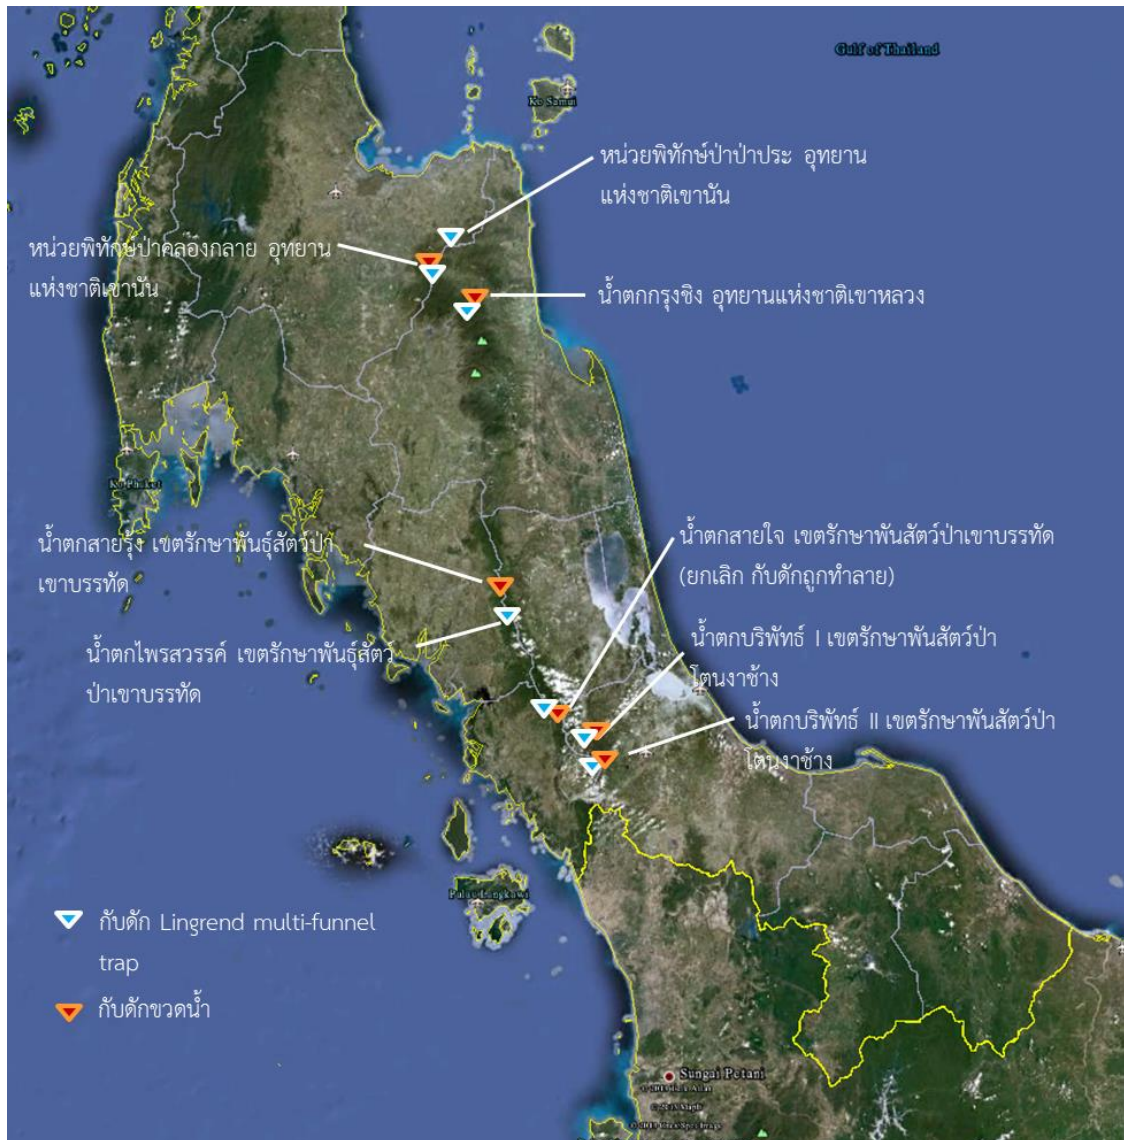 Gulf of Thailand
Ko Samui
หน่วยพิทักษ์ป่าป่าประ อุทยาน
แห่งชาติเขานัน
หน่วยพิทักษ์ป่าคลองกลาย อุทยาน
แห่งชาติเขานัน
น้ำตกกรุงชิง อุทยานแห่งชาติเขาหลวง
Ko Phuket
น้ำตกสายรุ้ง เขตรักษาพันธุ์สัตว์ป่า
เขาบรรทัด
น้ำตกสายใจ เขตรักษาพันสัตว์ป่าเขาบรรทัด
(ยกเลิก กับดักถูกทำลาย)
น้ำตกไพรสวรรค์ เขตรักษาพันธุ์สัตว์
ป่าเขาบรรทัด
น้ำตกบริพัทธ์ I เขตรักษาพันสัตว์ป่า
โตนงาช้าง
น้ำตกบริพัทธ์ II เขตรักษาพันสัตว์ป่า
โตนงาช้าง
Pulau Langkawi
กับดัก Lingrend multi-funnel
trap
กับดักขวดน้ำ
Sungai Petani